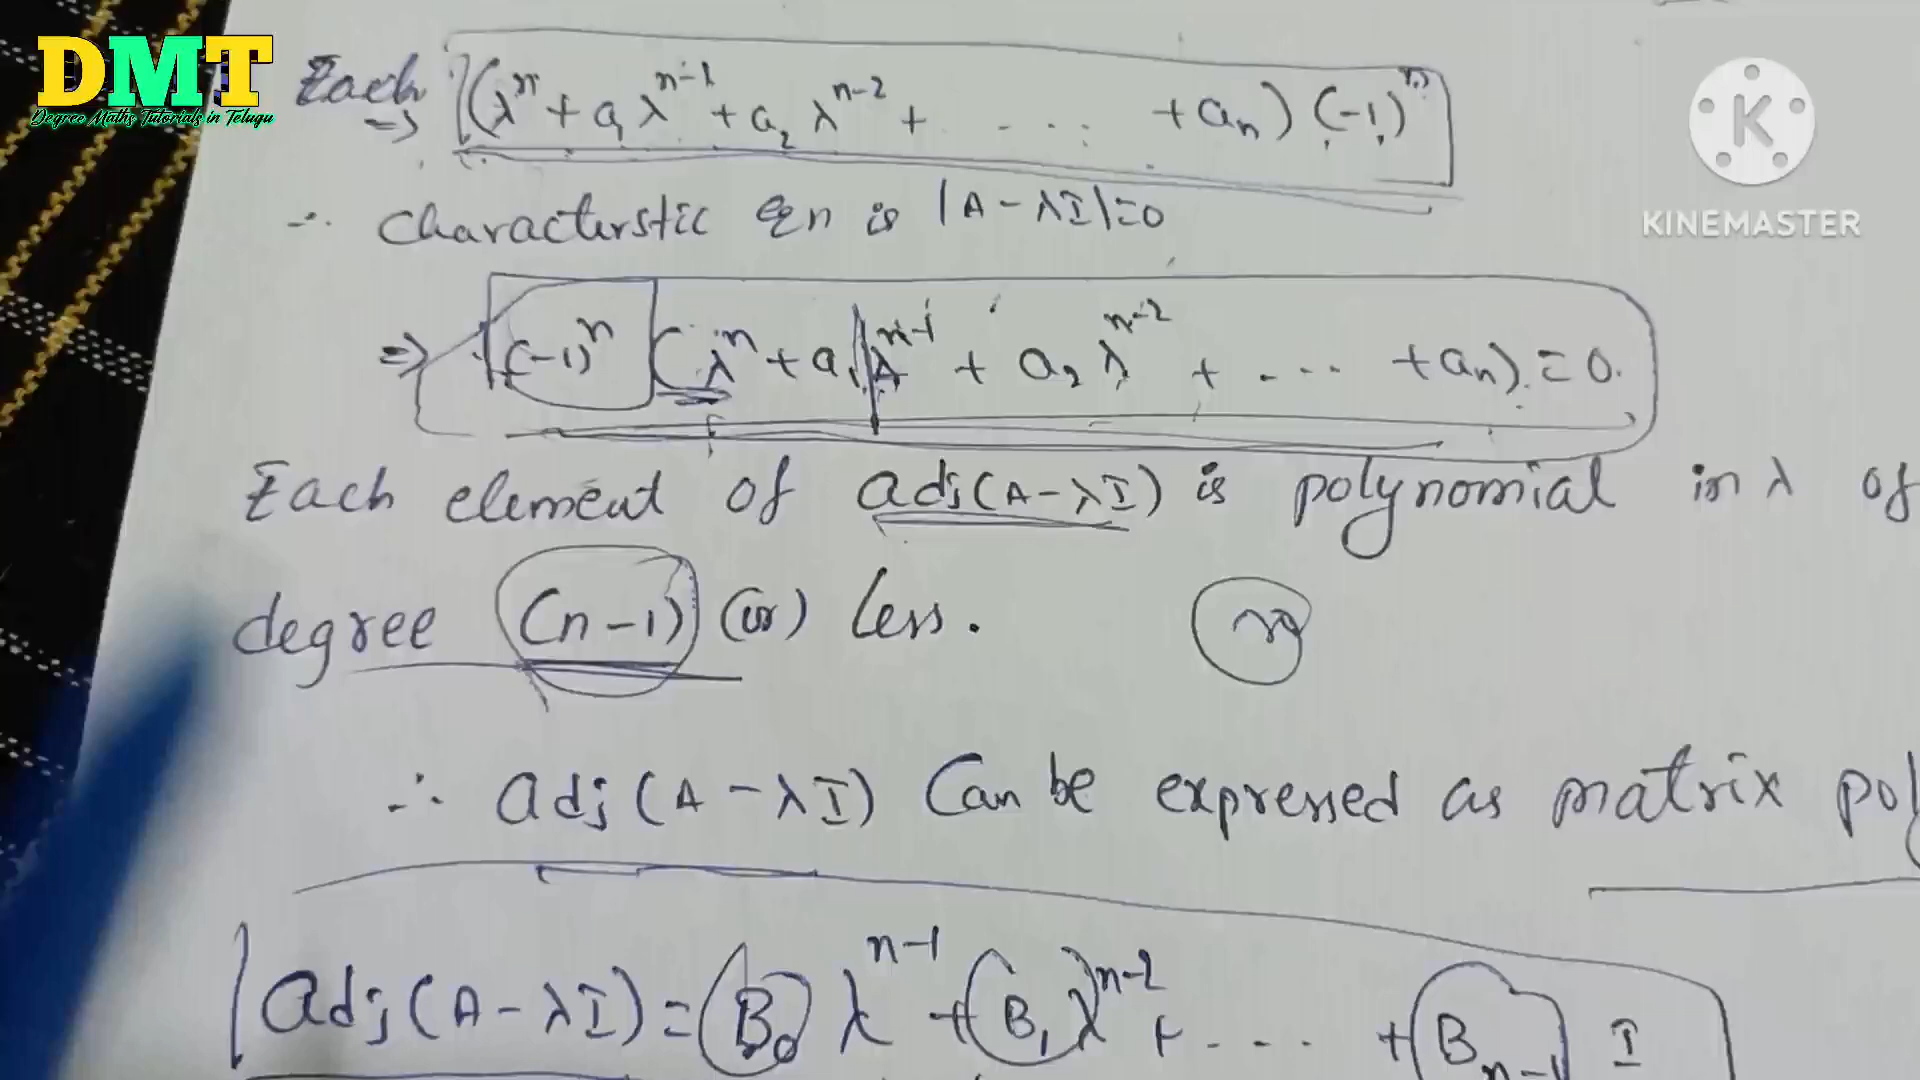 DMT
Degree Maths Tutorials in Telugu
KINEMASTER
Each
⇒ (λⁿ + a₁λⁿ⁻¹ + a₂λⁿ⁻² + . . . . + aₙ) (-1)ⁿ
∴ Characterstic Eqn is |A - λI| = 0
⇒ (-1)ⁿ (λⁿ + a₁λⁿ⁻¹ + a₂λⁿ⁻² + - . . . + aₙ) = 0.
Each element of adj(A-λI) is polynomial in λ of
degree (n-1) (or) less.
∴ adj(A-λI) Can be expressed as matrix pol
adj(A-λI) = B₀ λⁿ⁻¹ + B₁λⁿ⁻² + . - - . + Bₙ₋₁ I